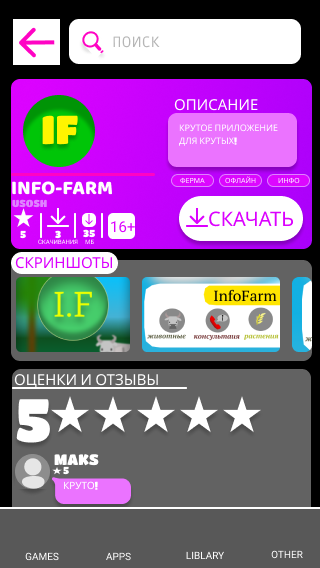 ПОИСК
IF
ОПИСАНИЕ
КРУТОЕ ПРИЛОЖЕНИЕ
ДЛЯ КРУТЫХ!
ФЕРМА ОФЛАЙН ИНФО
INFO-FARM
USOSH
5 3 35 16+
СКАЧИВАНИЯ МБ
СКАЧАТЬ
СКРИНШОТЫ
I.F
InfoFarm
животные консультация растения
ОЦЕНКИ И ОТЗЫВЫ
5
MAKS
5
КРУТО!
GAMES APPS LIBLARY OTHER